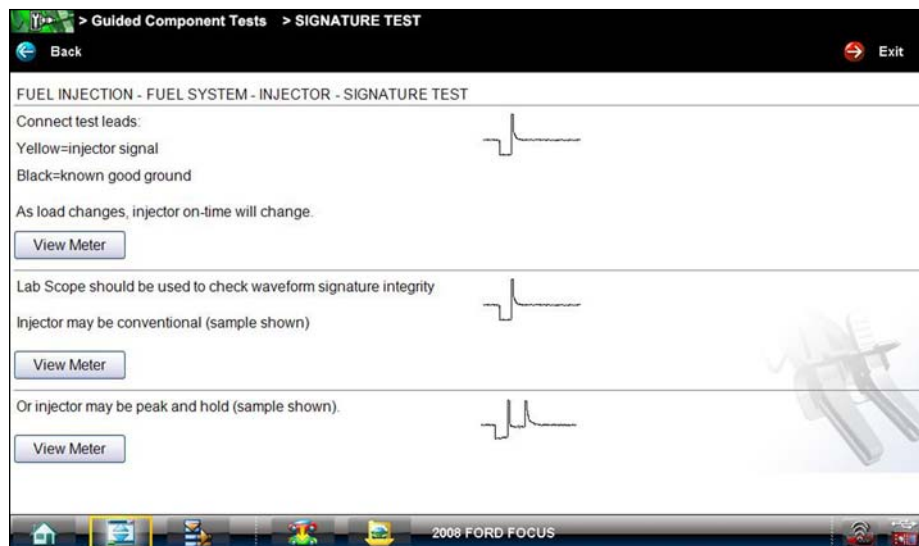 > Guided Component Tests > SIGNATURE TEST
Back
Exit
FUEL INJECTION - FUEL SYSTEM - INJECTOR - SIGNATURE TEST
Connect test leads:
Yellow=injector signal
Black=known good ground
As load changes, injector on-time will change.
View Meter
Lab Scope should be used to check waveform signature integrity
Injector may be conventional (sample shown)
View Meter
Or injector may be peak and hold (sample shown).
View Meter
2008 FORD FOCUS